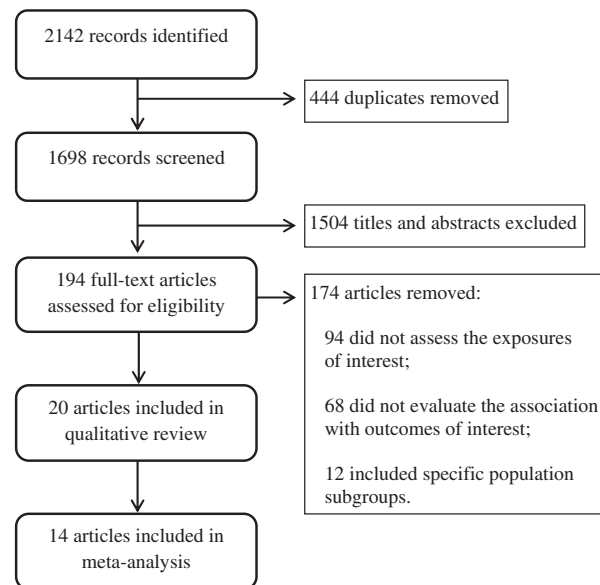 2142 records identified
444 duplicates removed
1698 records screened
1504 titles and abstracts excluded
194 full-text articles
assessed for eligibility
174 articles removed:
94 did not assess the exposures
of interest;
68 did not evaluate the association
with outcomes of interest;
12 included specific population
subgroups.
20 articles included in
qualitative review
14 articles included in
meta-analysis